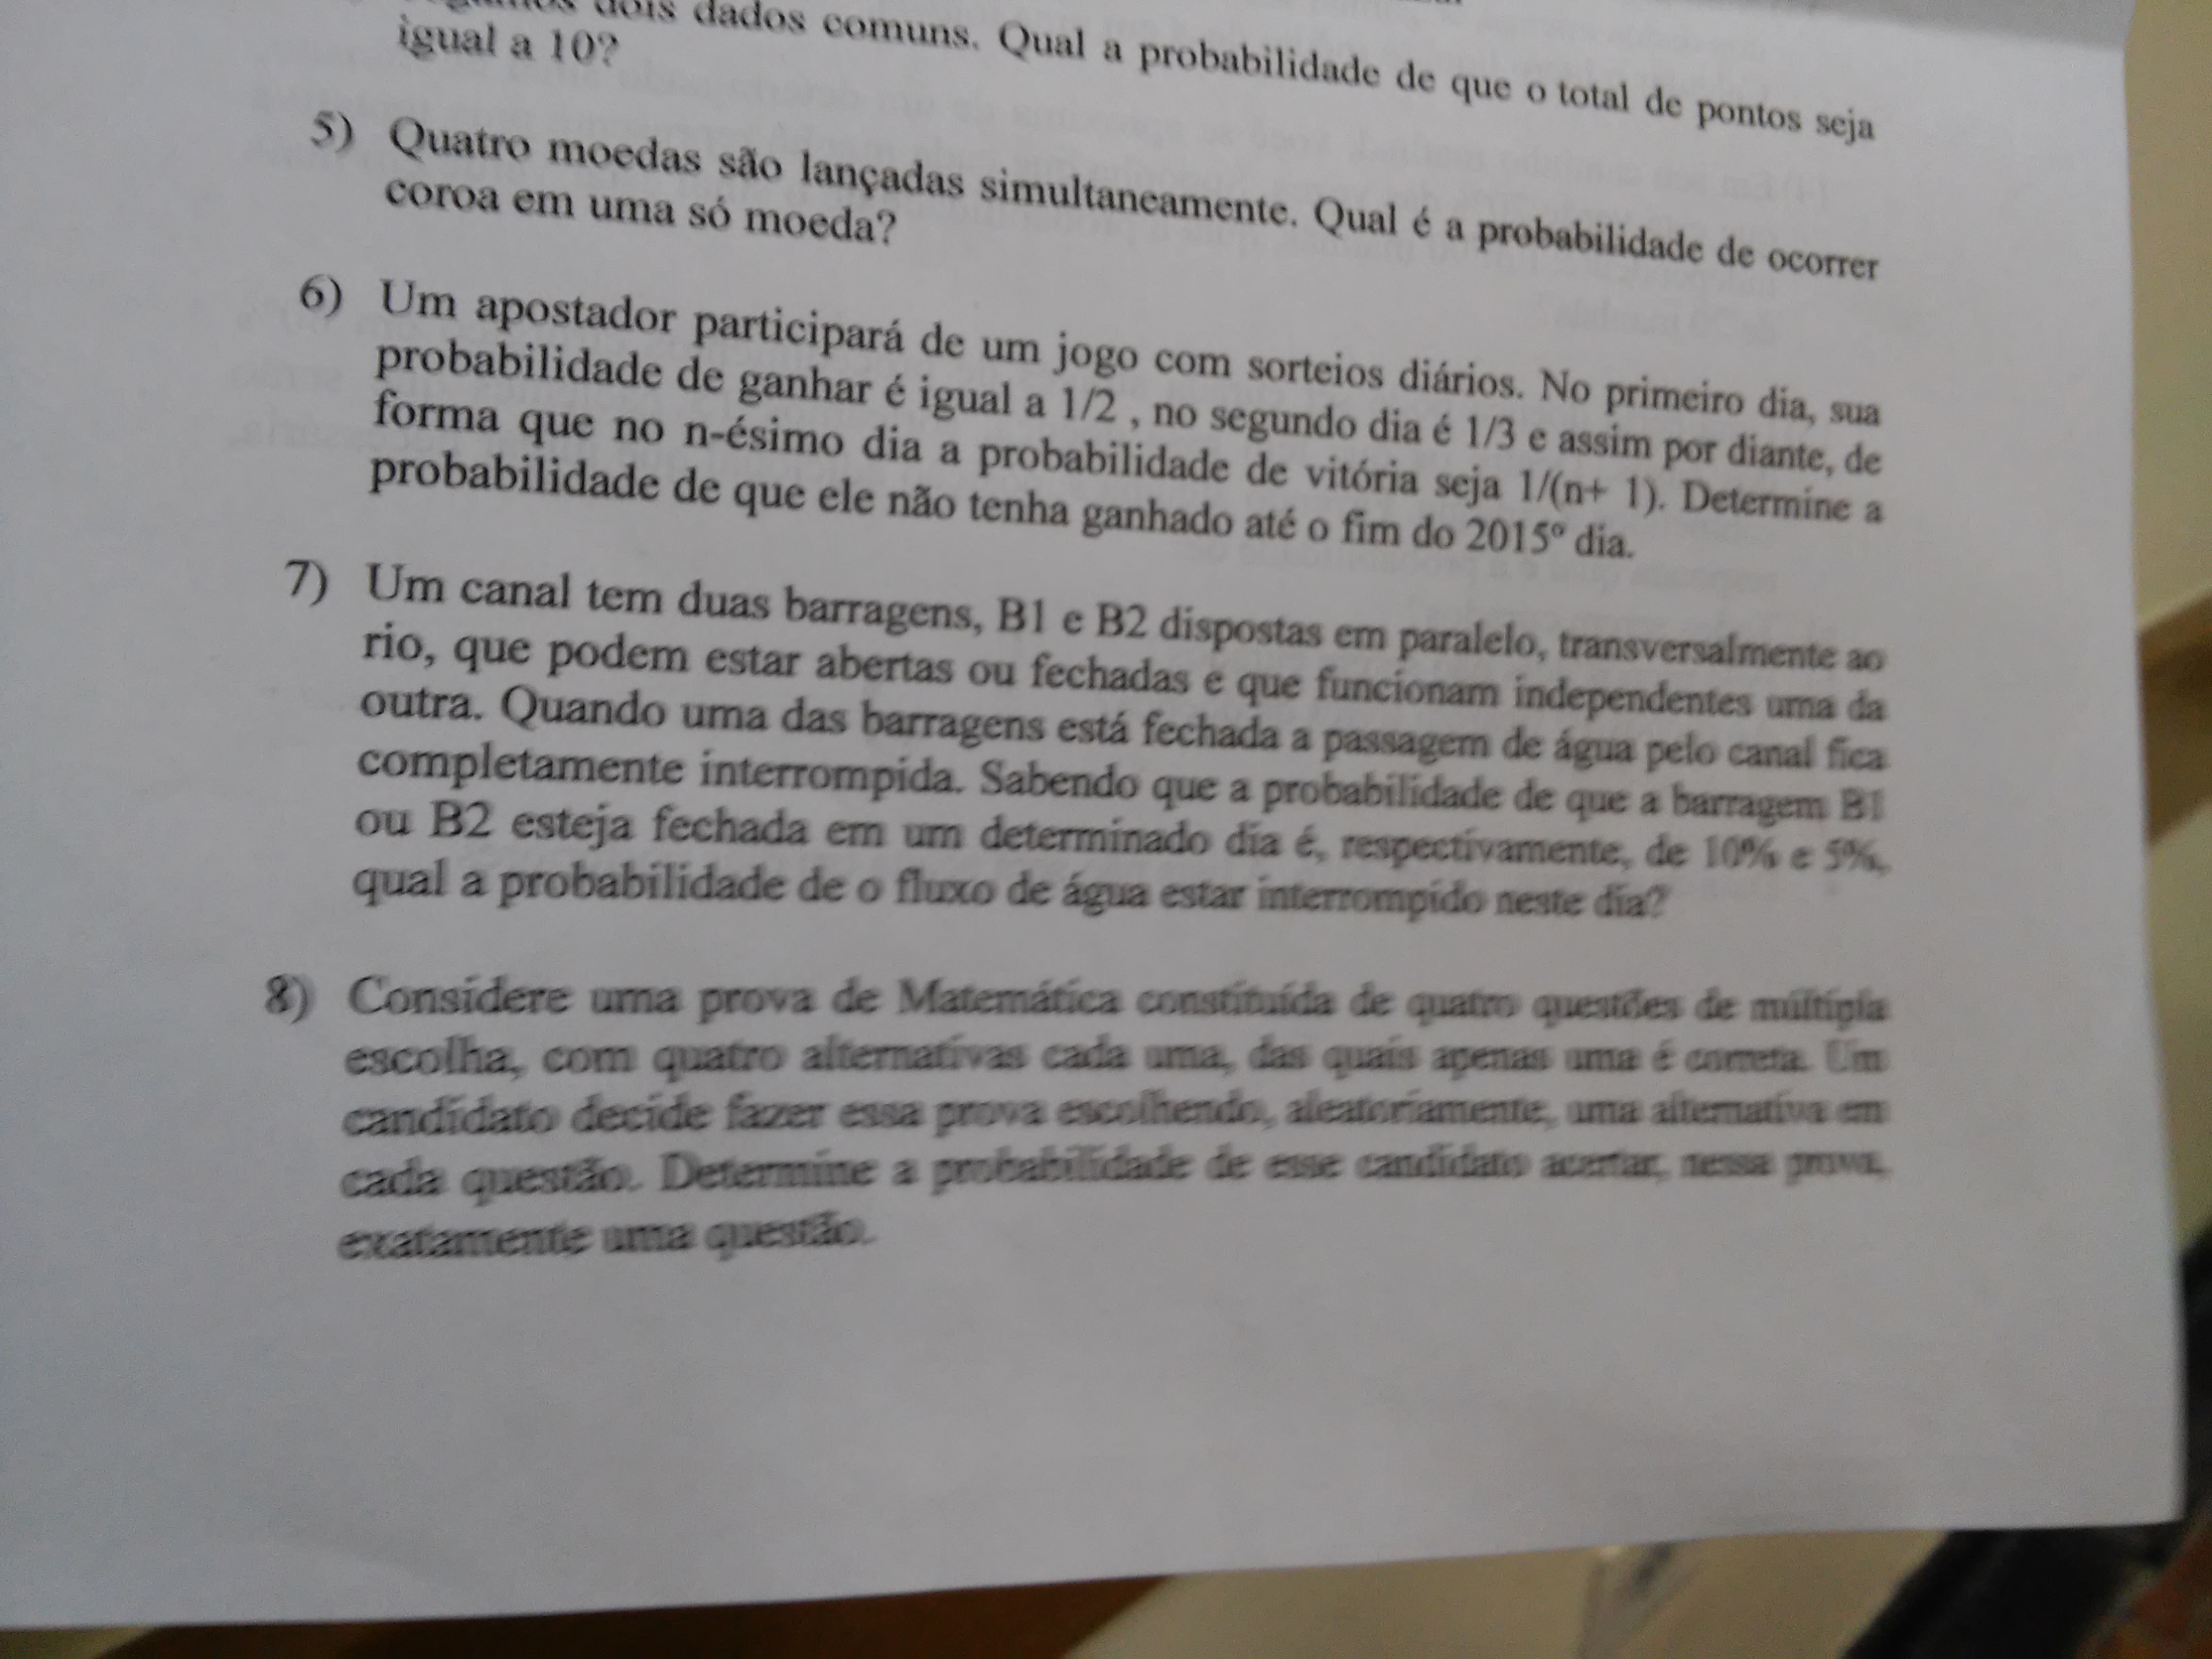 dois dados comuns. Qual a probabilidade de que o total de pontos seja
igual a 10?
5) Quatro moedas são lançadas simultaneamente. Qual é a probabilidade de ocorrer
coroa em uma só moeda?
6) Um apostador participará de um jogo com sorteios diários. No primeiro dia, sua
probabilidade de ganhar é igual a 1/2 , no segundo dia é 1/3 e assim por diante, de
forma que no n-ésimo dia a probabilidade de vitória seja 1/(n+ 1). Determine a
probabilidade de que ele não tenha ganhado até o fim do 2015º dia.
7) Um canal tem duas barragens, B1 e B2 dispostas em paralelo, transversalmente ao
rio, que podem estar abertas ou fechadas e que funcionam independentes uma da
outra. Quando uma das barragens está fechada a passagem de água pelo canal fica
completamente interrompida. Sabendo que a probabilidade de que a barragem B1
ou B2 esteja fechada em um determinado dia é, respectivamente, de 10% e 5%,
qual a probabilidade de o fluxo de água estar interrompido neste dia?
8) Considere uma prova de Matemática constituída de quatro questões de múltipla
escolha, com quatro alternativas cada uma, das quais apenas uma é correta. Um
candidato decide fazer essa prova escolhendo, aleatoriamente, uma alternativa em
cada questão. Determine a probabilidade de esse candidato acertar, nessa prova,
exatamente uma questão.